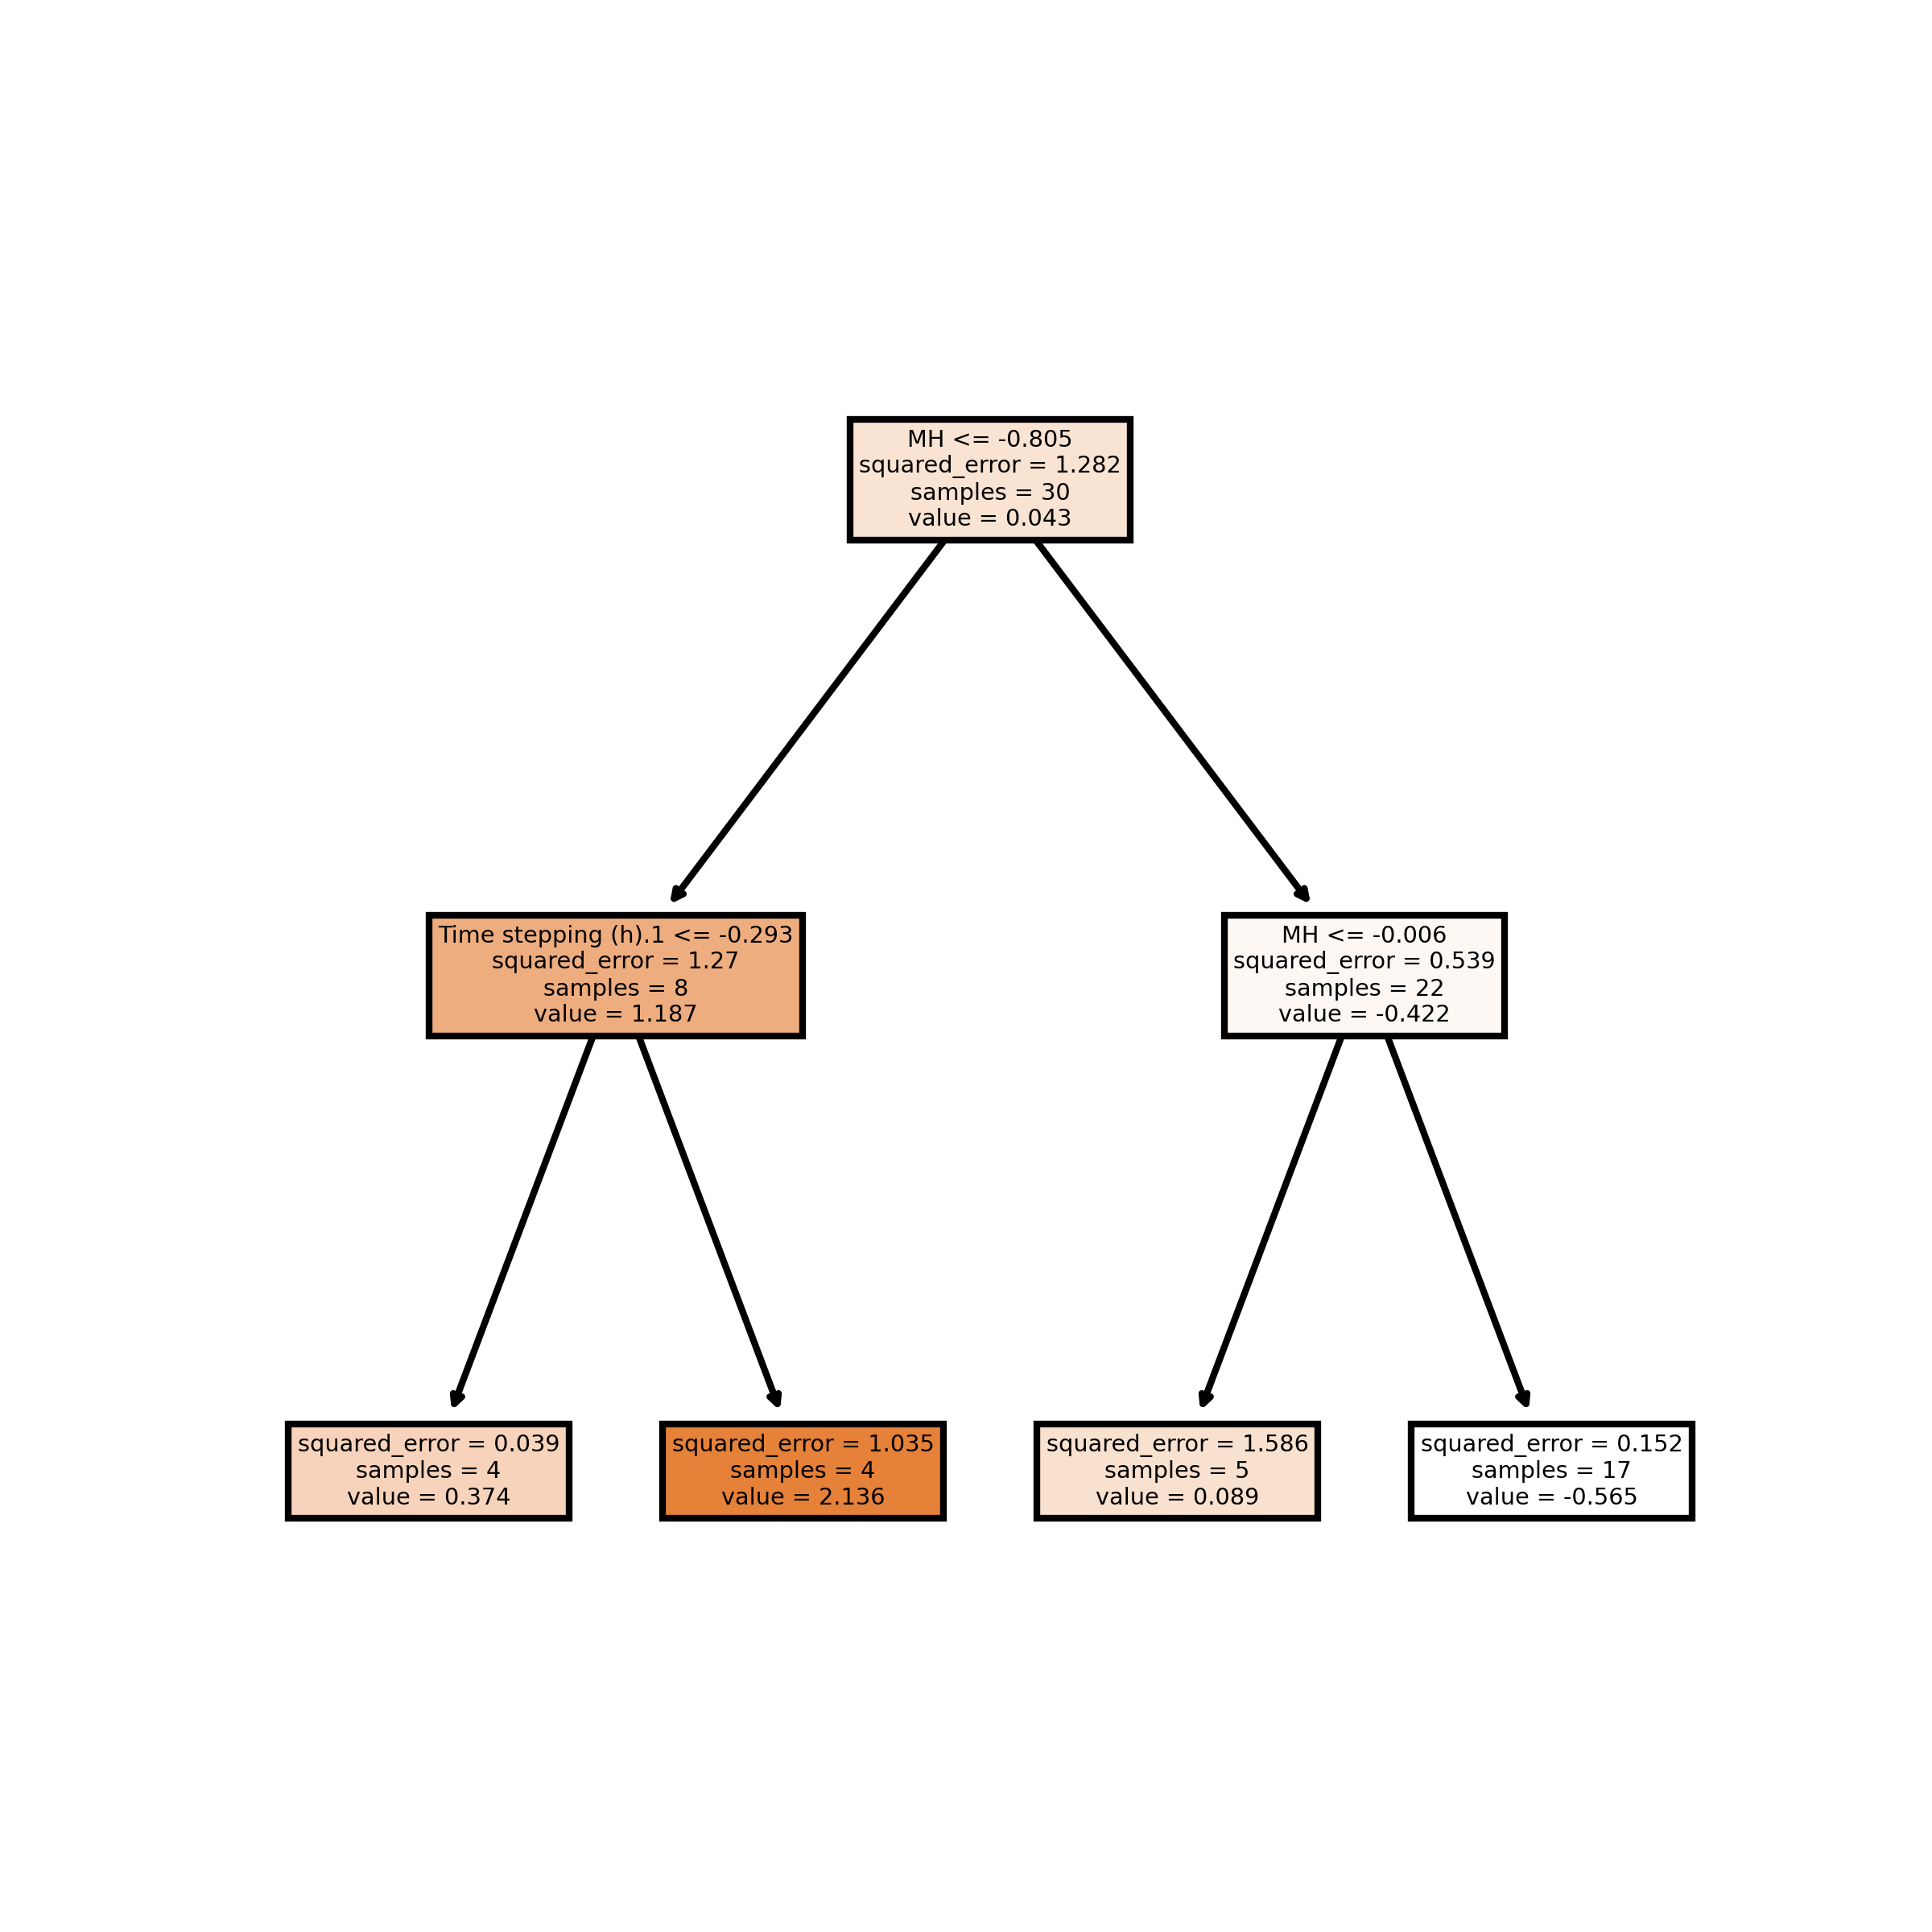 MH <= -0.805
squared_error = 1.282
samples = 30
value = 0.043
Time stepping (h).1 <= -0.293
squared_error = 1.27
samples = 8
value = 1.187
MH <= -0.006
squared_error = 0.539
samples = 22
value = -0.422
squared_error = 0.039
samples = 4
value = 0.374
squared_error = 1.035
samples = 4
value = 2.136
squared_error = 1.586
samples = 5
value = 0.089
squared_error = 0.152
samples = 17
value = -0.565